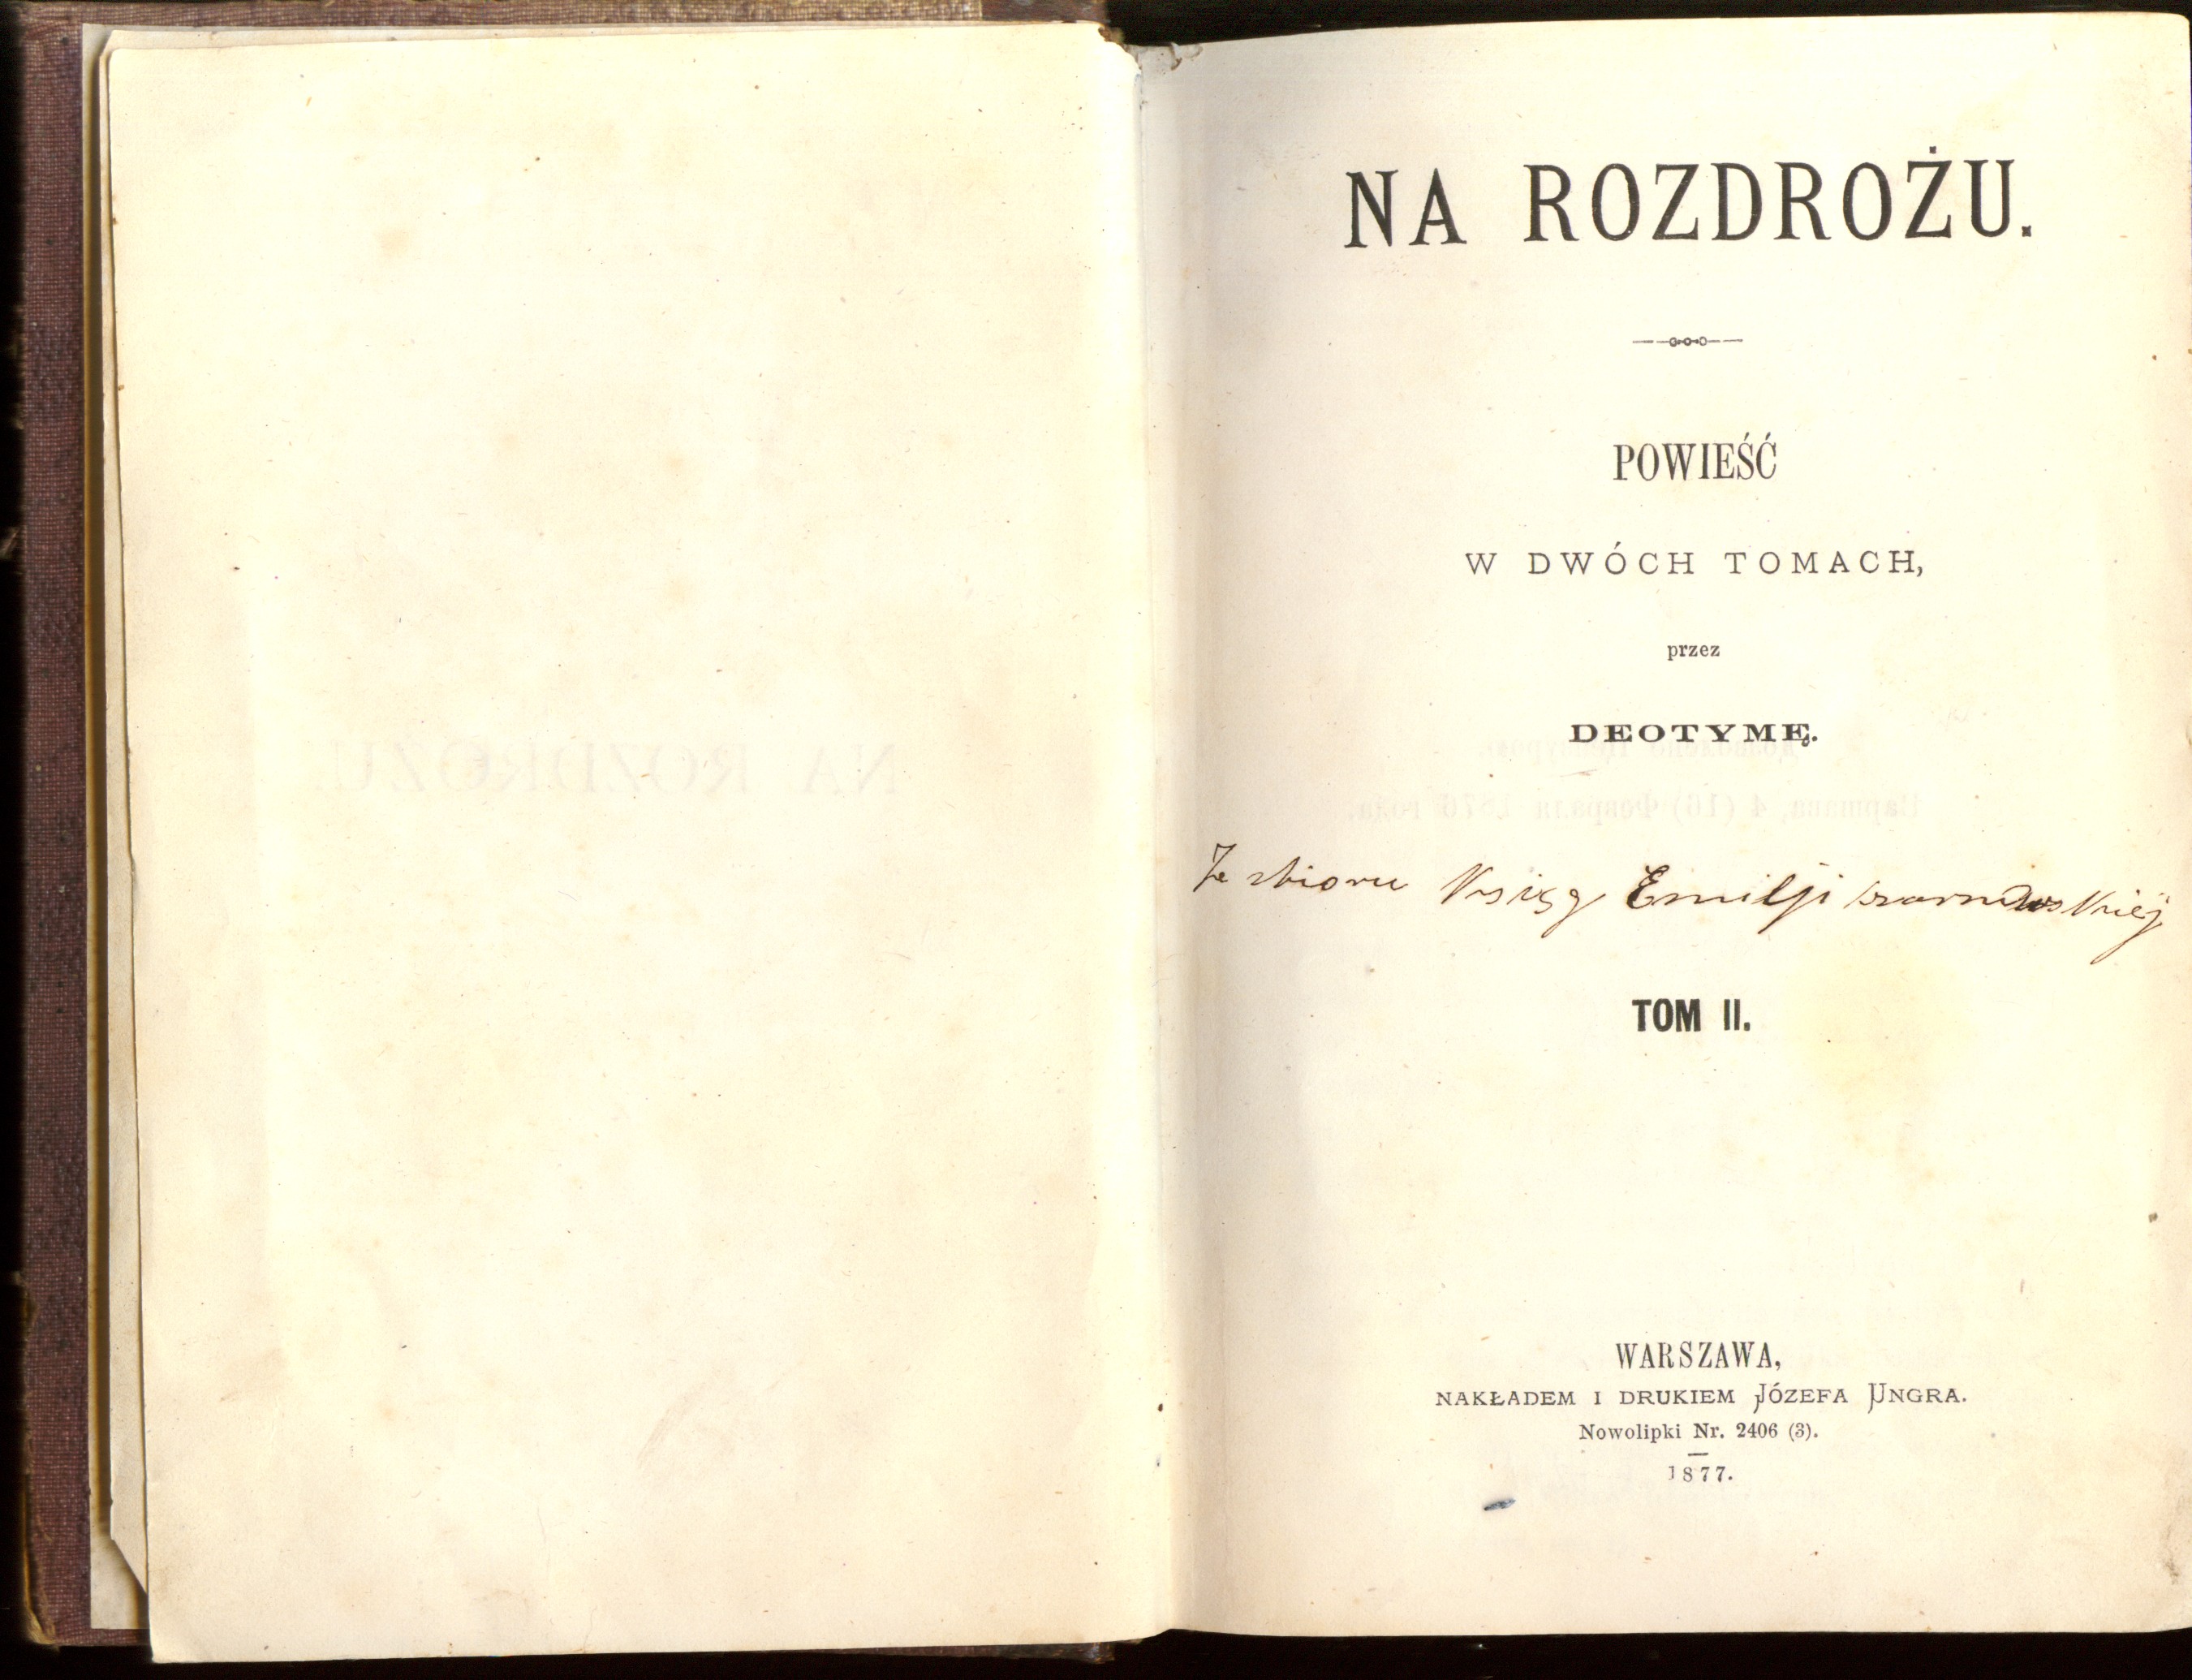 NA ROZDROŻU.
POWIEŚĆ
W DWÓCH TOMACH,
przez
DEOTYMĘ.
Ze zbioru Książg Emilji
TOM II.
WARSZAWA,
NAKŁADEM I DRUKIEM JÓZEFA UNGRA.
Nowolipki Nr. 2406 (3).
1877.